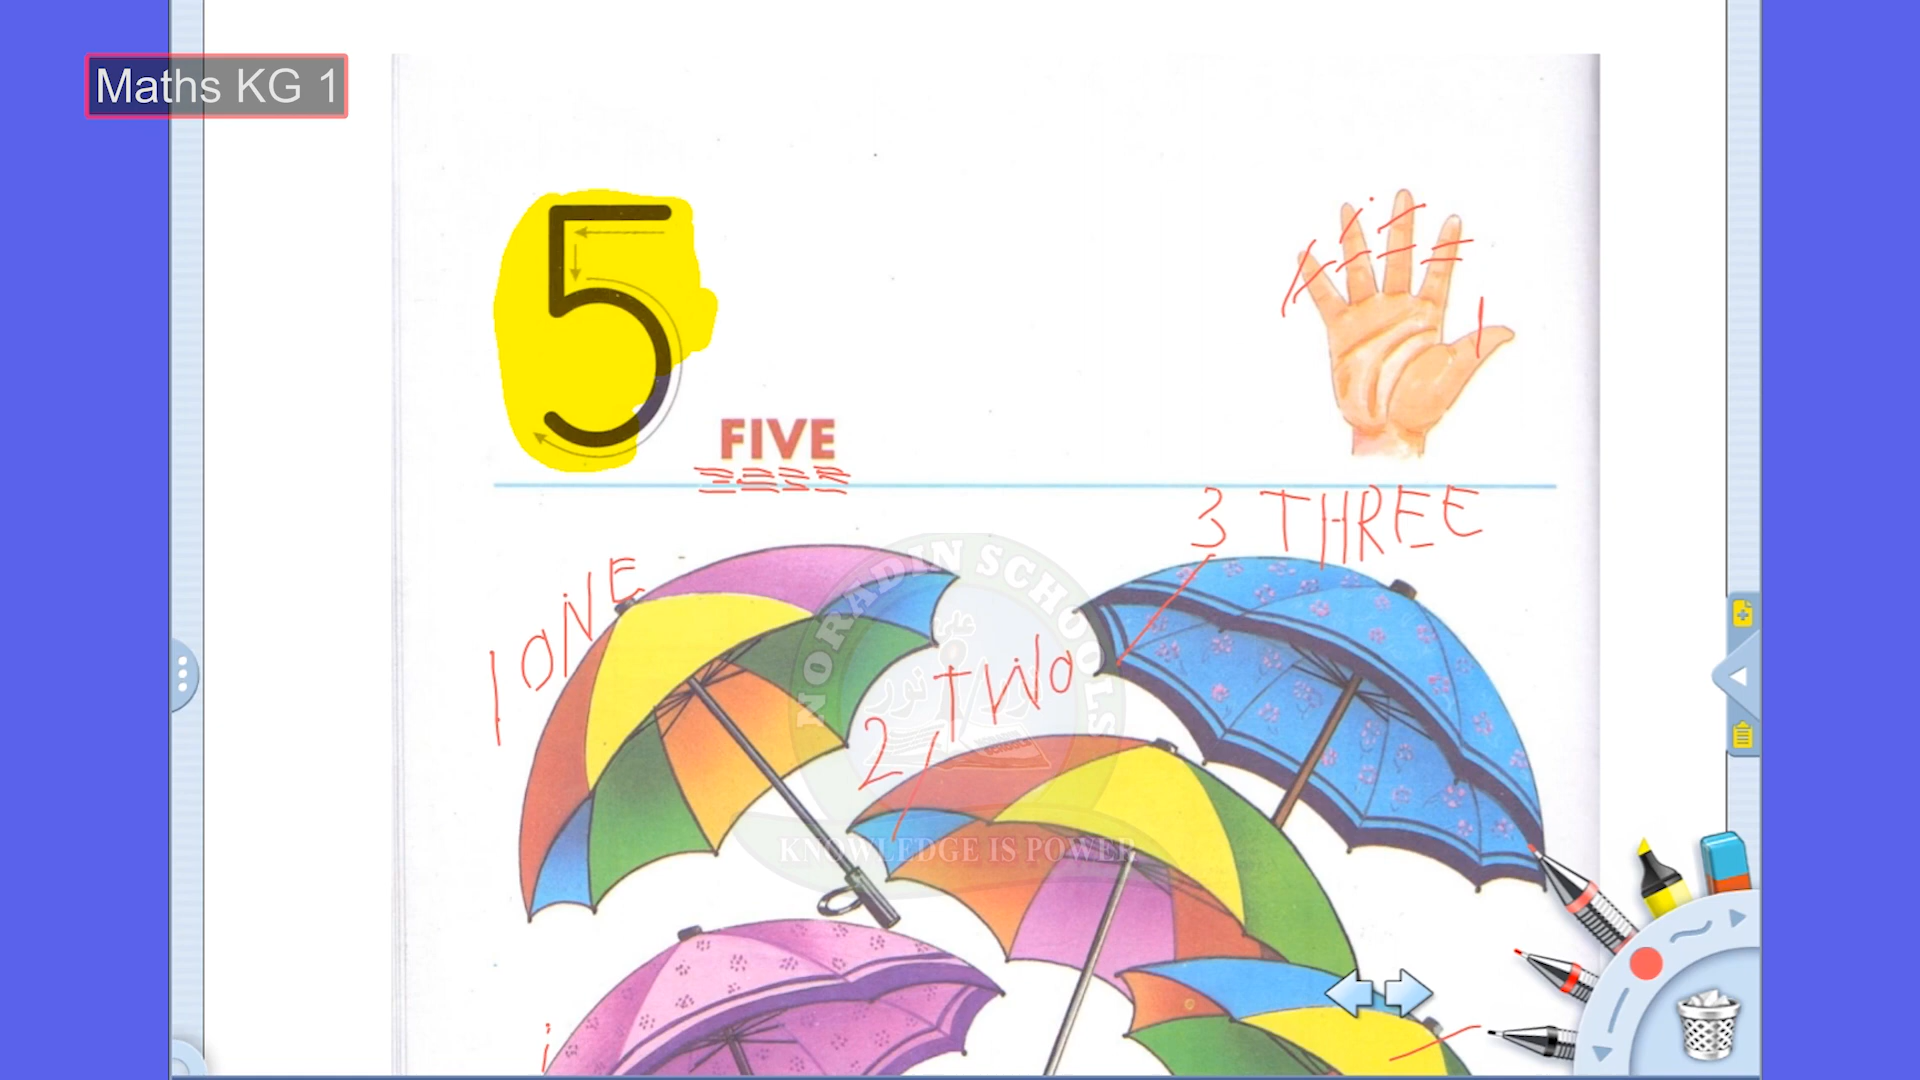 Maths KG 1
5
FIVE
3 THREE
1 ONE
2 TWO
NORADIN SCHOOLS
KNOWLEDGE IS POWER